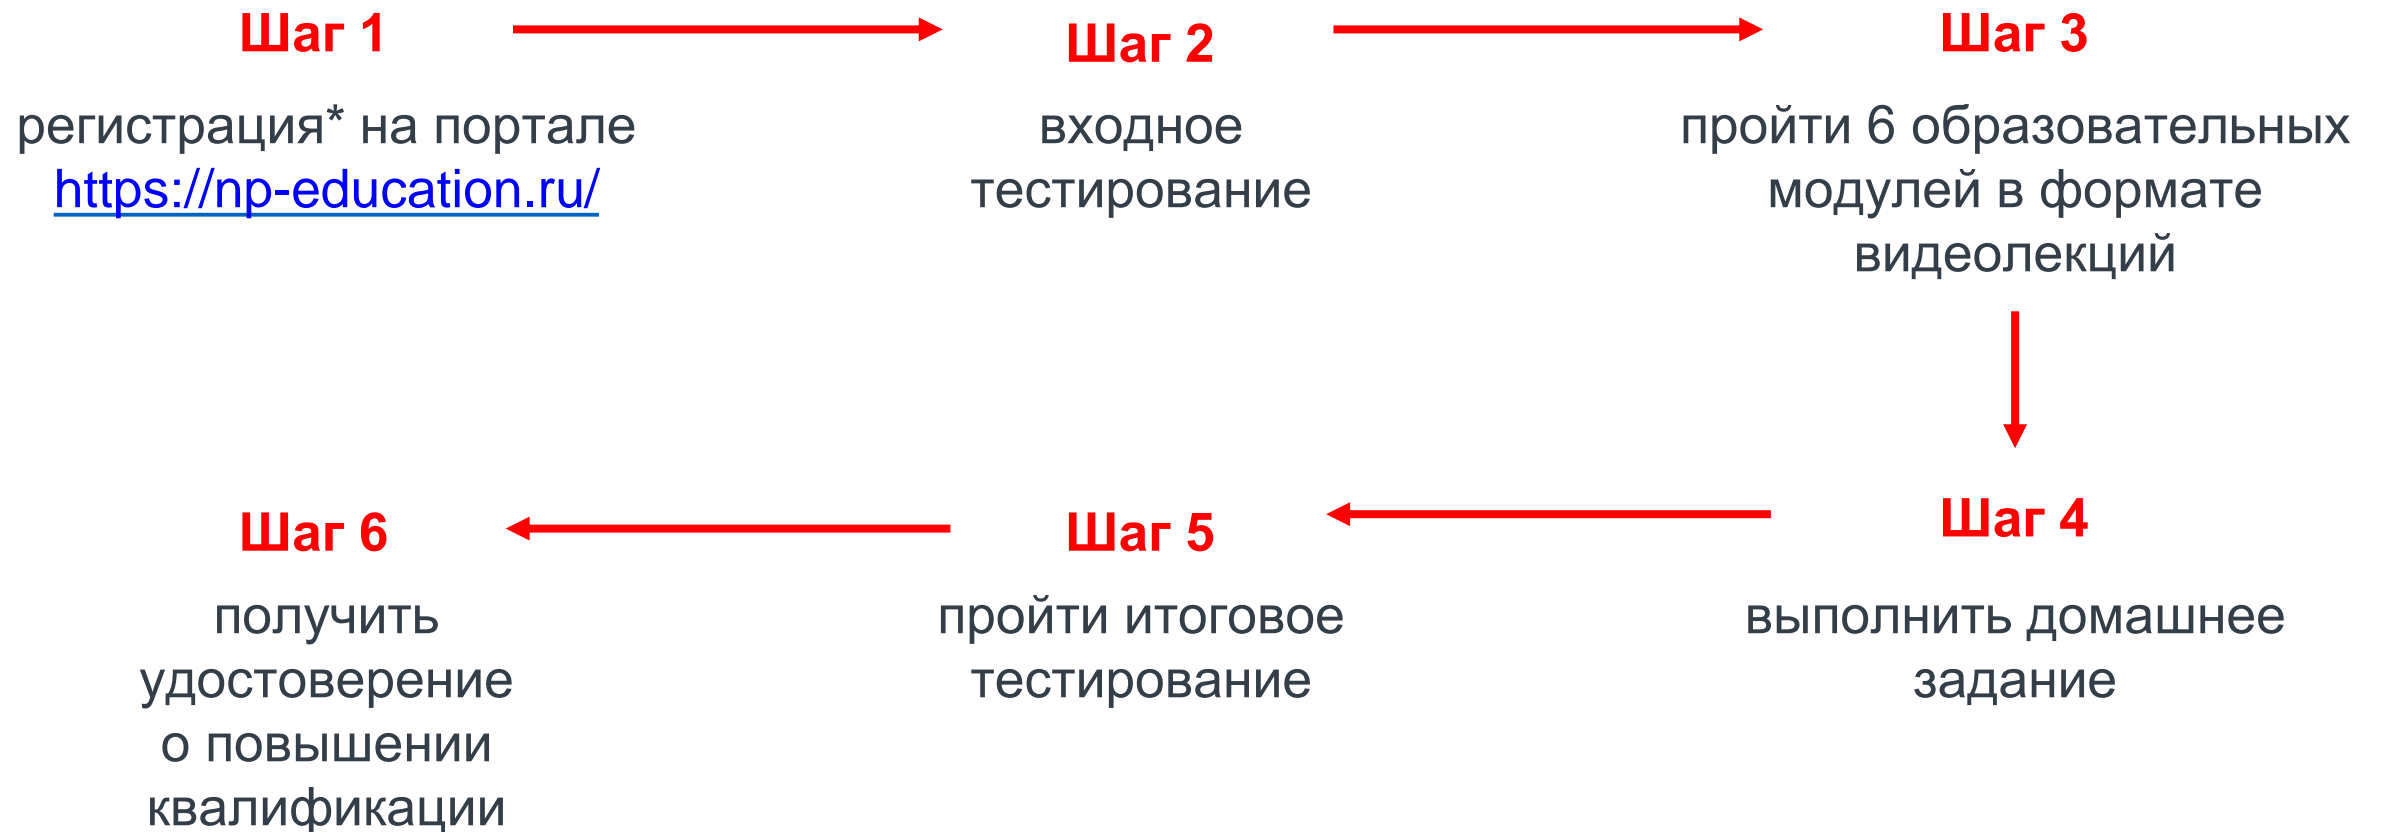 Шаг 1
регистрация* на портале
https://np-education.ru/
Шаг 2
входное
тестирование
Шаг 3
пройти 6 образовательных
модулей в формате
видеолекций
Шаг 4
выполнить домашнее
задание
Шаг 5
пройти итоговое
тестирование
Шаг 6
получить
удостоверение
о повышении
квалификации